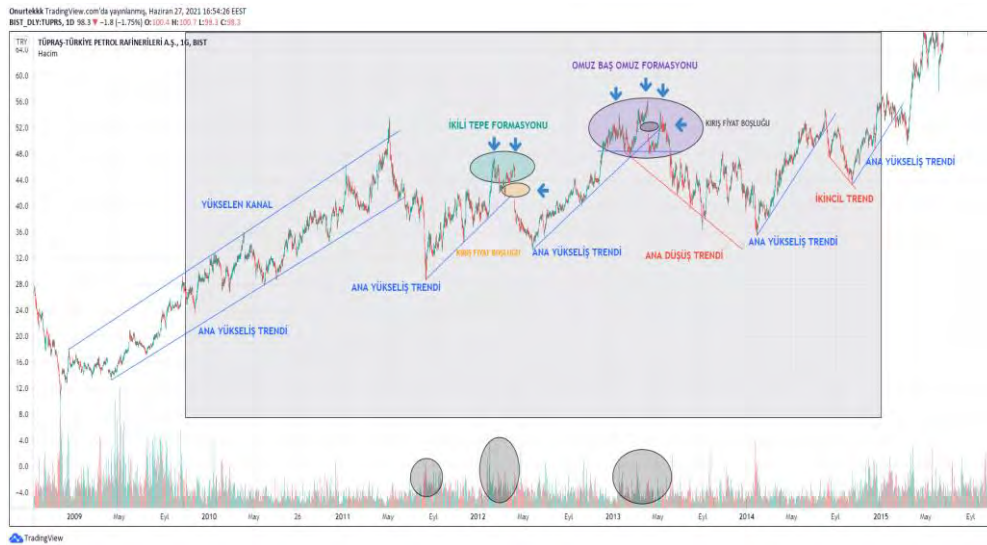 Onurtekkk TradingView.com'da yayınlanmış, Haziran 27, 2021 16:54:26 EEST
BIST_DLY:TUPRS, 1D 98.3 ▼ −1.8 (−1.75%) O:100.4 H:100.7 L:98.3 C:98.3
TRY
TÜPRAŞ-TÜRKİYE PETROL RAFİNERİLERİ A.Ş., 1G, BIST
Hacim
64.0
60.0
56.0
52.0
48.0
44.0
40.0
36.0
32.0
28.0
24.0
20.0
16.0
12.0
8.0
4.0
0.0
−4.0
OMUZ BAŞ OMUZ FORMASYONU
İKİLİ TEPE FORMASYONU
KIRIŞ FİYAT BOŞLUĞU
YÜKSELEN KANAL
ANA YÜKSELİŞ TRENDİ
İKİNCİL TREND
KIRIŞ FİYAT BOŞLUĞU
ANA YÜKSELİŞ TRENDİ
ANA DÜŞÜŞ TRENDİ
ANA YÜKSELİŞ TRENDİ
ANA YÜKSELİŞ TRENDİ
ANA YÜKSELİŞ TRENDİ
2009 May Eyl 2010 May 26 2011 May Eyl 2012 May Eyl 2013 May Eyl 2014 May Eyl 2015 May Eyl
TradingView